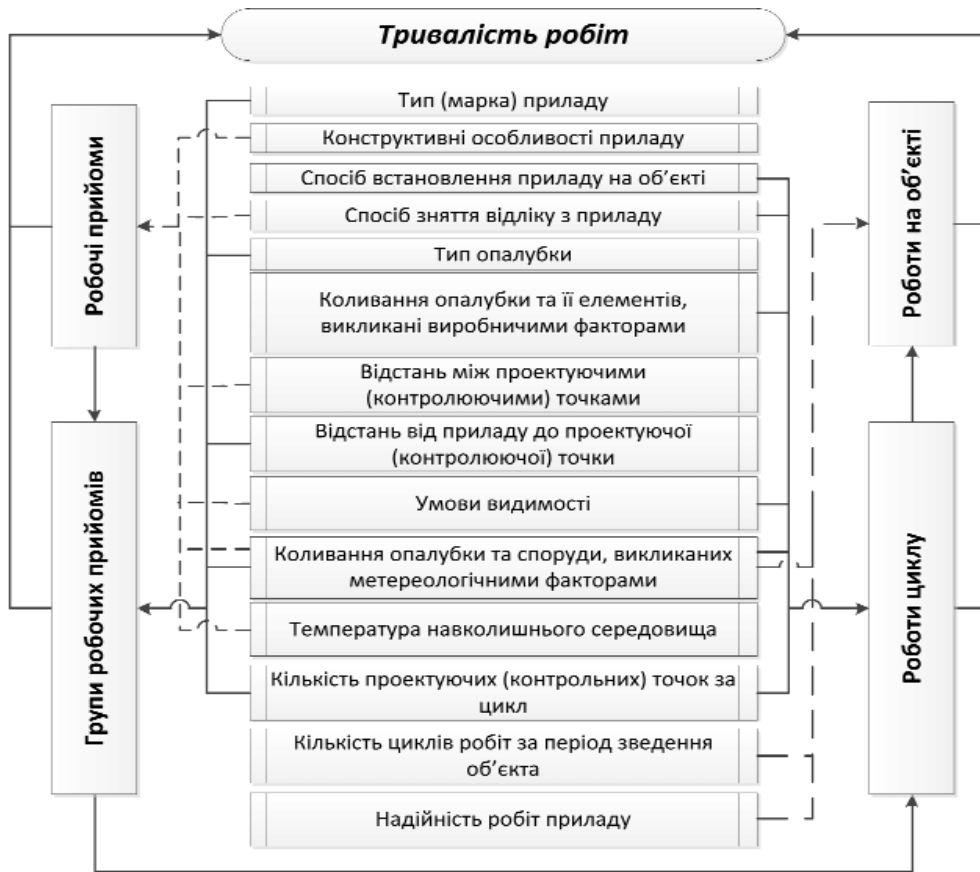 Тривалість робіт
Робочі прийоми
Групи робочих прийомів
Тип (марка) приладу
Конструктивні особливості приладу
Спосіб встановлення приладу на об’єкті
Спосіб зняття відліку з приладу
Тип опалубки
Коливання опалубки та її елементів,
викликані виробничими факторами
Відстань між проектуючими
(контролюючими) точками
Відстань від приладу до проектуючої
(контролюючої) точки
Умови видимості
Коливання опалубки та споруди, викликаних
метереологічними факторами
Температура навколишнього середовища
Кількість проектуючих (контрольних) точок за
цикл
Кількість циклів робіт за період зведення
об’єкта
Надійність робіт приладу
Роботи на об’єкті
Роботи циклу